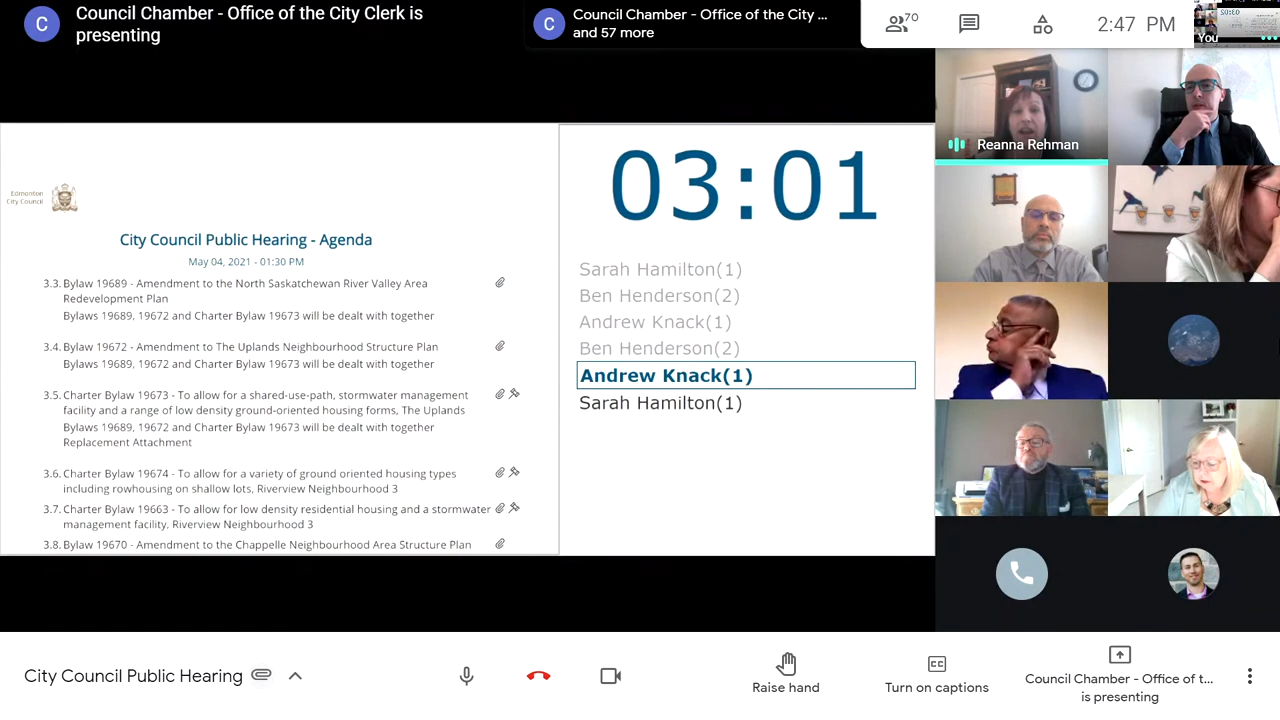 C
Council Chamber - Office of the City Clerk is
presenting
C
Council Chamber - Office of the City ...
and 57 more
70
2:47 PM
You
Reanna Rehman
Edmonton
City Council
City Council Public Hearing - Agenda
May 04, 2021 - 01:30 PM
3.3. Bylaw 19689 - Amendment to the North Saskatchewan River Valley Area
Redevelopment Plan
Bylaws 19689, 19672 and Charter Bylaw 19673 will be dealt with together
3.4. Bylaw 19672 - Amendment to The Uplands Neighbourhood Structure Plan
Bylaws 19689, 19672 and Charter Bylaw 19673 will be dealt with together
3.5. Charter Bylaw 19673 - To allow for a shared-use-path, stormwater management
facility and a range of low density ground-oriented housing forms, The Uplands
Bylaws 19689, 19672 and Charter Bylaw 19673 will be dealt with together
Replacement Attachment
3.6. Charter Bylaw 19674 - To allow for a variety of ground oriented housing types
including rowhousing on shallow lots, Riverview Neighbourhood 3
3.7. Charter Bylaw 19663 - To allow for low density residential housing and a stormwater
management facility, Riverview Neighbourhood 3
3.8. Bylaw 19670 - Amendment to the Chappelle Neighbourhood Area Structure Plan
03:01
Sarah Hamilton(1)
Ben Henderson(2)
Andrew Knack(1)
Ben Henderson(2)
Andrew Knack(1)
Sarah Hamilton(1)
City Council Public Hearing
Raise hand
CC
Turn on captions
Council Chamber - Office of t...
is presenting